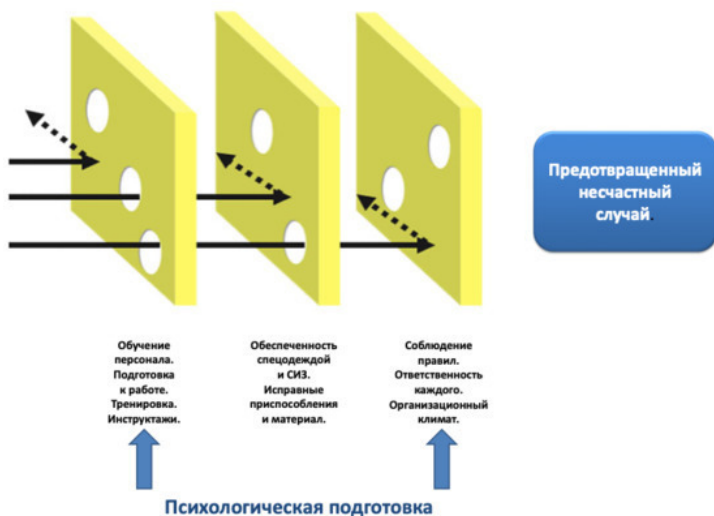 Предотвращенный
несчастный
случай.
Обучение
персонала.
Подготовка
к работе.
Тренировка.
Инструктажи.
Обеспеченность
спецодеждой
и СИЗ.
Исправные
приспособления
и материал.
Соблюдение
правил.
Ответственность
каждого.
Организационный
климат.
Психологическая подготовка